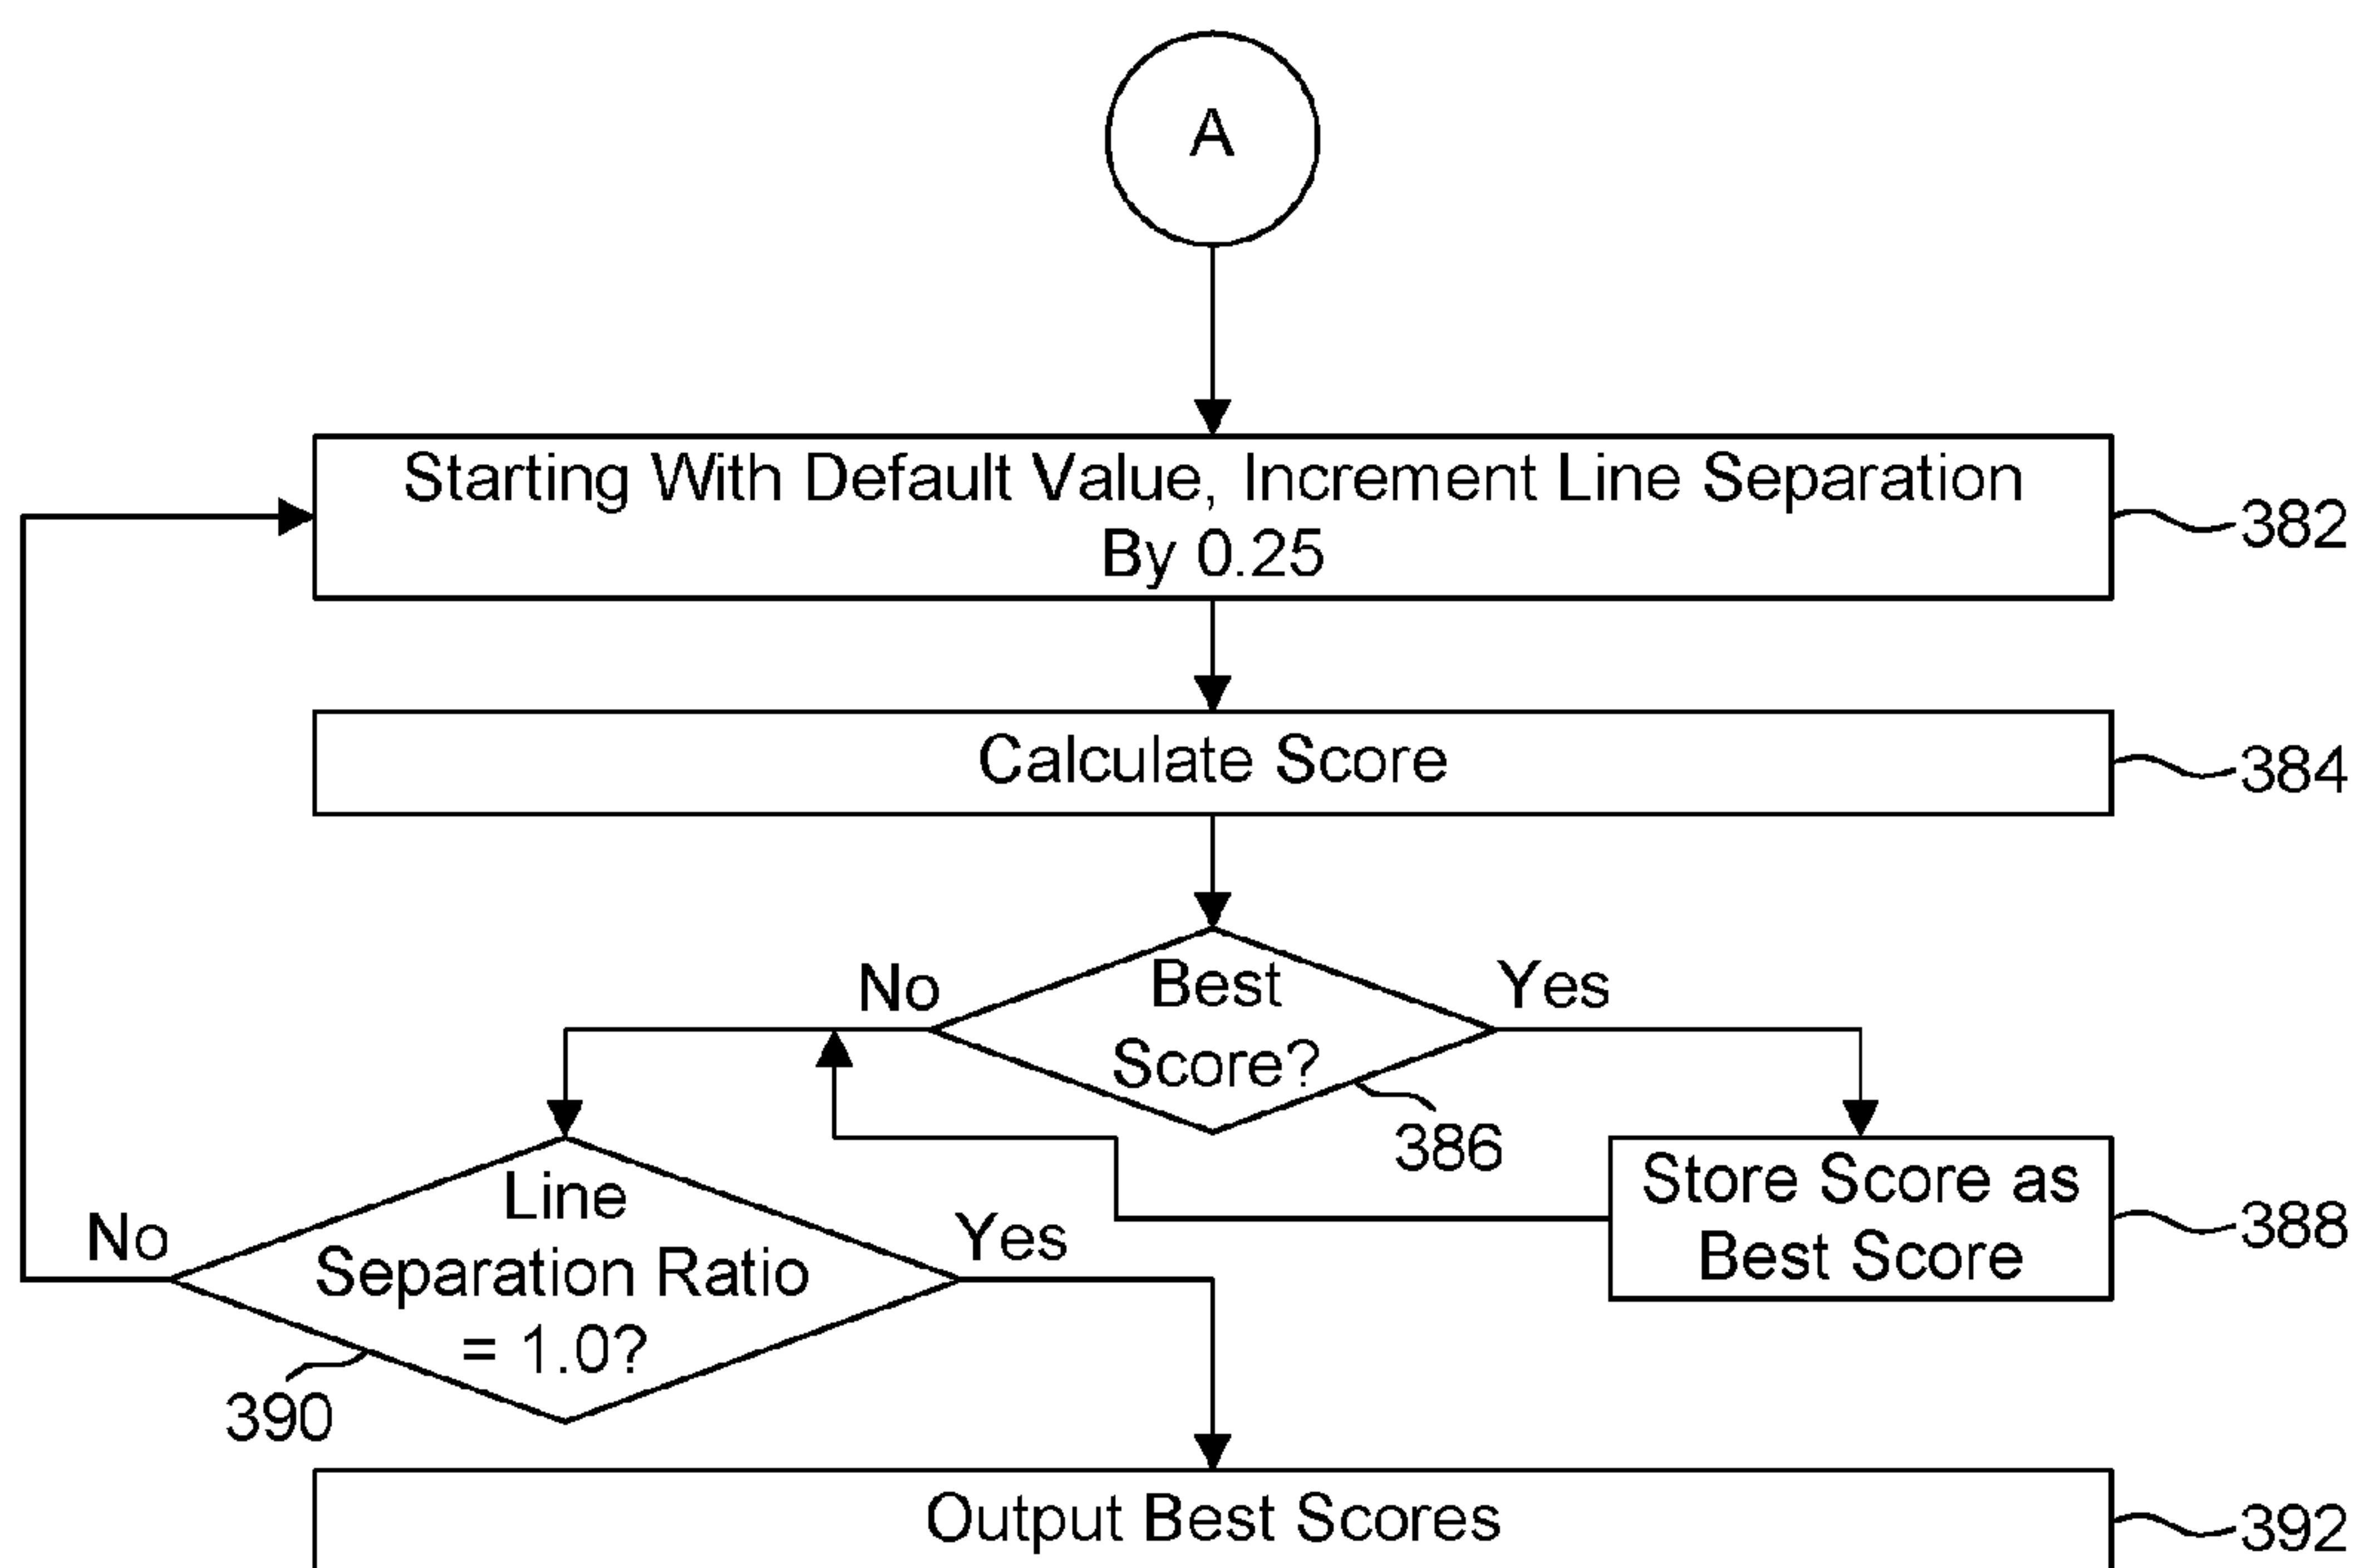 A
Starting With Default Value, Increment Line Separation
By 0.25
382
Calculate Score
384
No
Best
Score?
Yes
386
Store Score as
Best Score
388
No
Line
Separation Ratio
= 1.0?
Yes
390
Output Best Scores
392